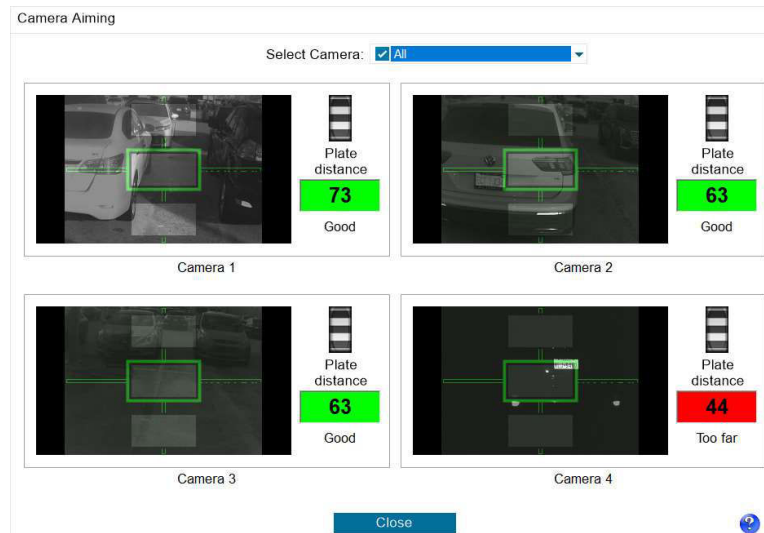 Camera Aiming
Select Camera: All
Plate
distance
73
Good
Camera 1
Plate
distance
63
Good
Camera 2
Plate
distance
63
Good
Camera 3
Plate
distance
44
Too far
Camera 4
Close
?